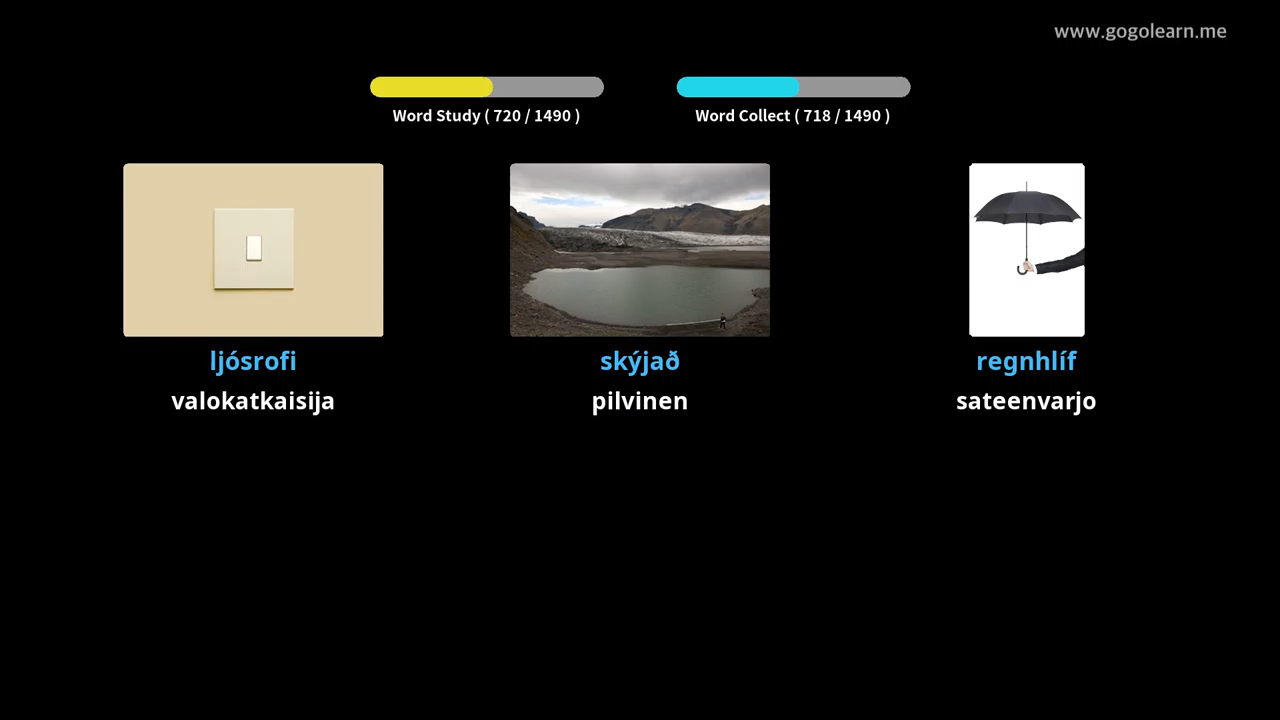 www.gogolearn.me
Word Study ( 720 / 1490 )
Word Collect ( 718 / 1490 )
ljósrofi
valokatkaisija
skýjað
pilvinen
regnhlíf
sateenvarjo